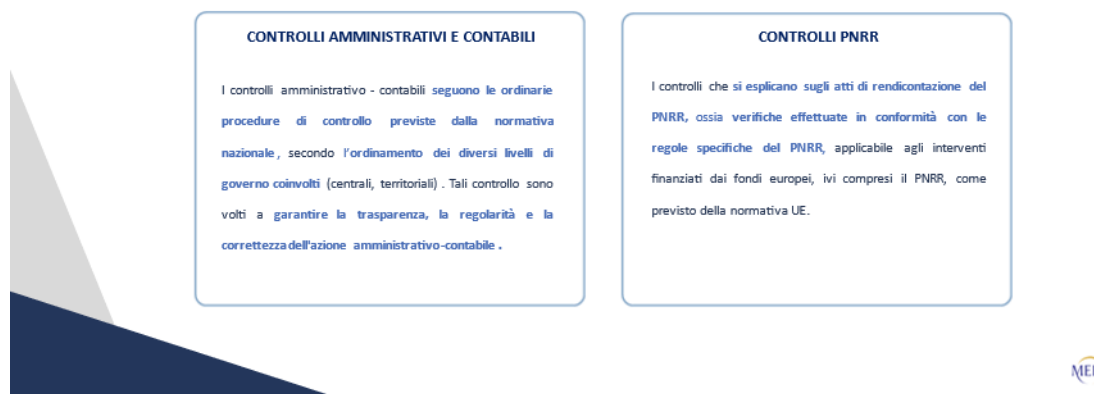 CONTROLLI AMMINISTRATIVI E CONTABILI
I controlli amministrativo - contabili seguono le ordinarie
procedure di controllo previste dalla normativa
nazionale, secondo l'ordinamento dei diversi livelli di
governo coinvolti (centrali, territoriali) . Tali controllo sono
volti a garantire la trasparenza, la regolarità e la
correttezza dell'azione amministrativo-contabile .
CONTROLLI PNRR
I controlli che si esplicano sugli atti di rendicontazione del
PNRR, ossia verifiche effettuate in conformità con le
regole specifiche del PNRR, applicabile agli interventi
finanziati dai fondi europei, ivi compresi il PNRR, come
previsto della normativa UE.